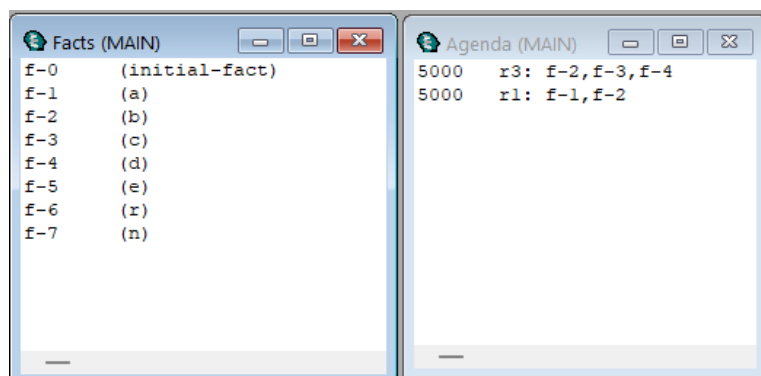 Facts (MAIN)
f-0 (initial-fact)
f-1 (a)
f-2 (b)
f-3 (c)
f-4 (d)
f-5 (e)
f-6 (r)
f-7 (n)
Agenda (MAIN)
5000 r3: f-2,f-3,f-4
5000 r1: f-1,f-2